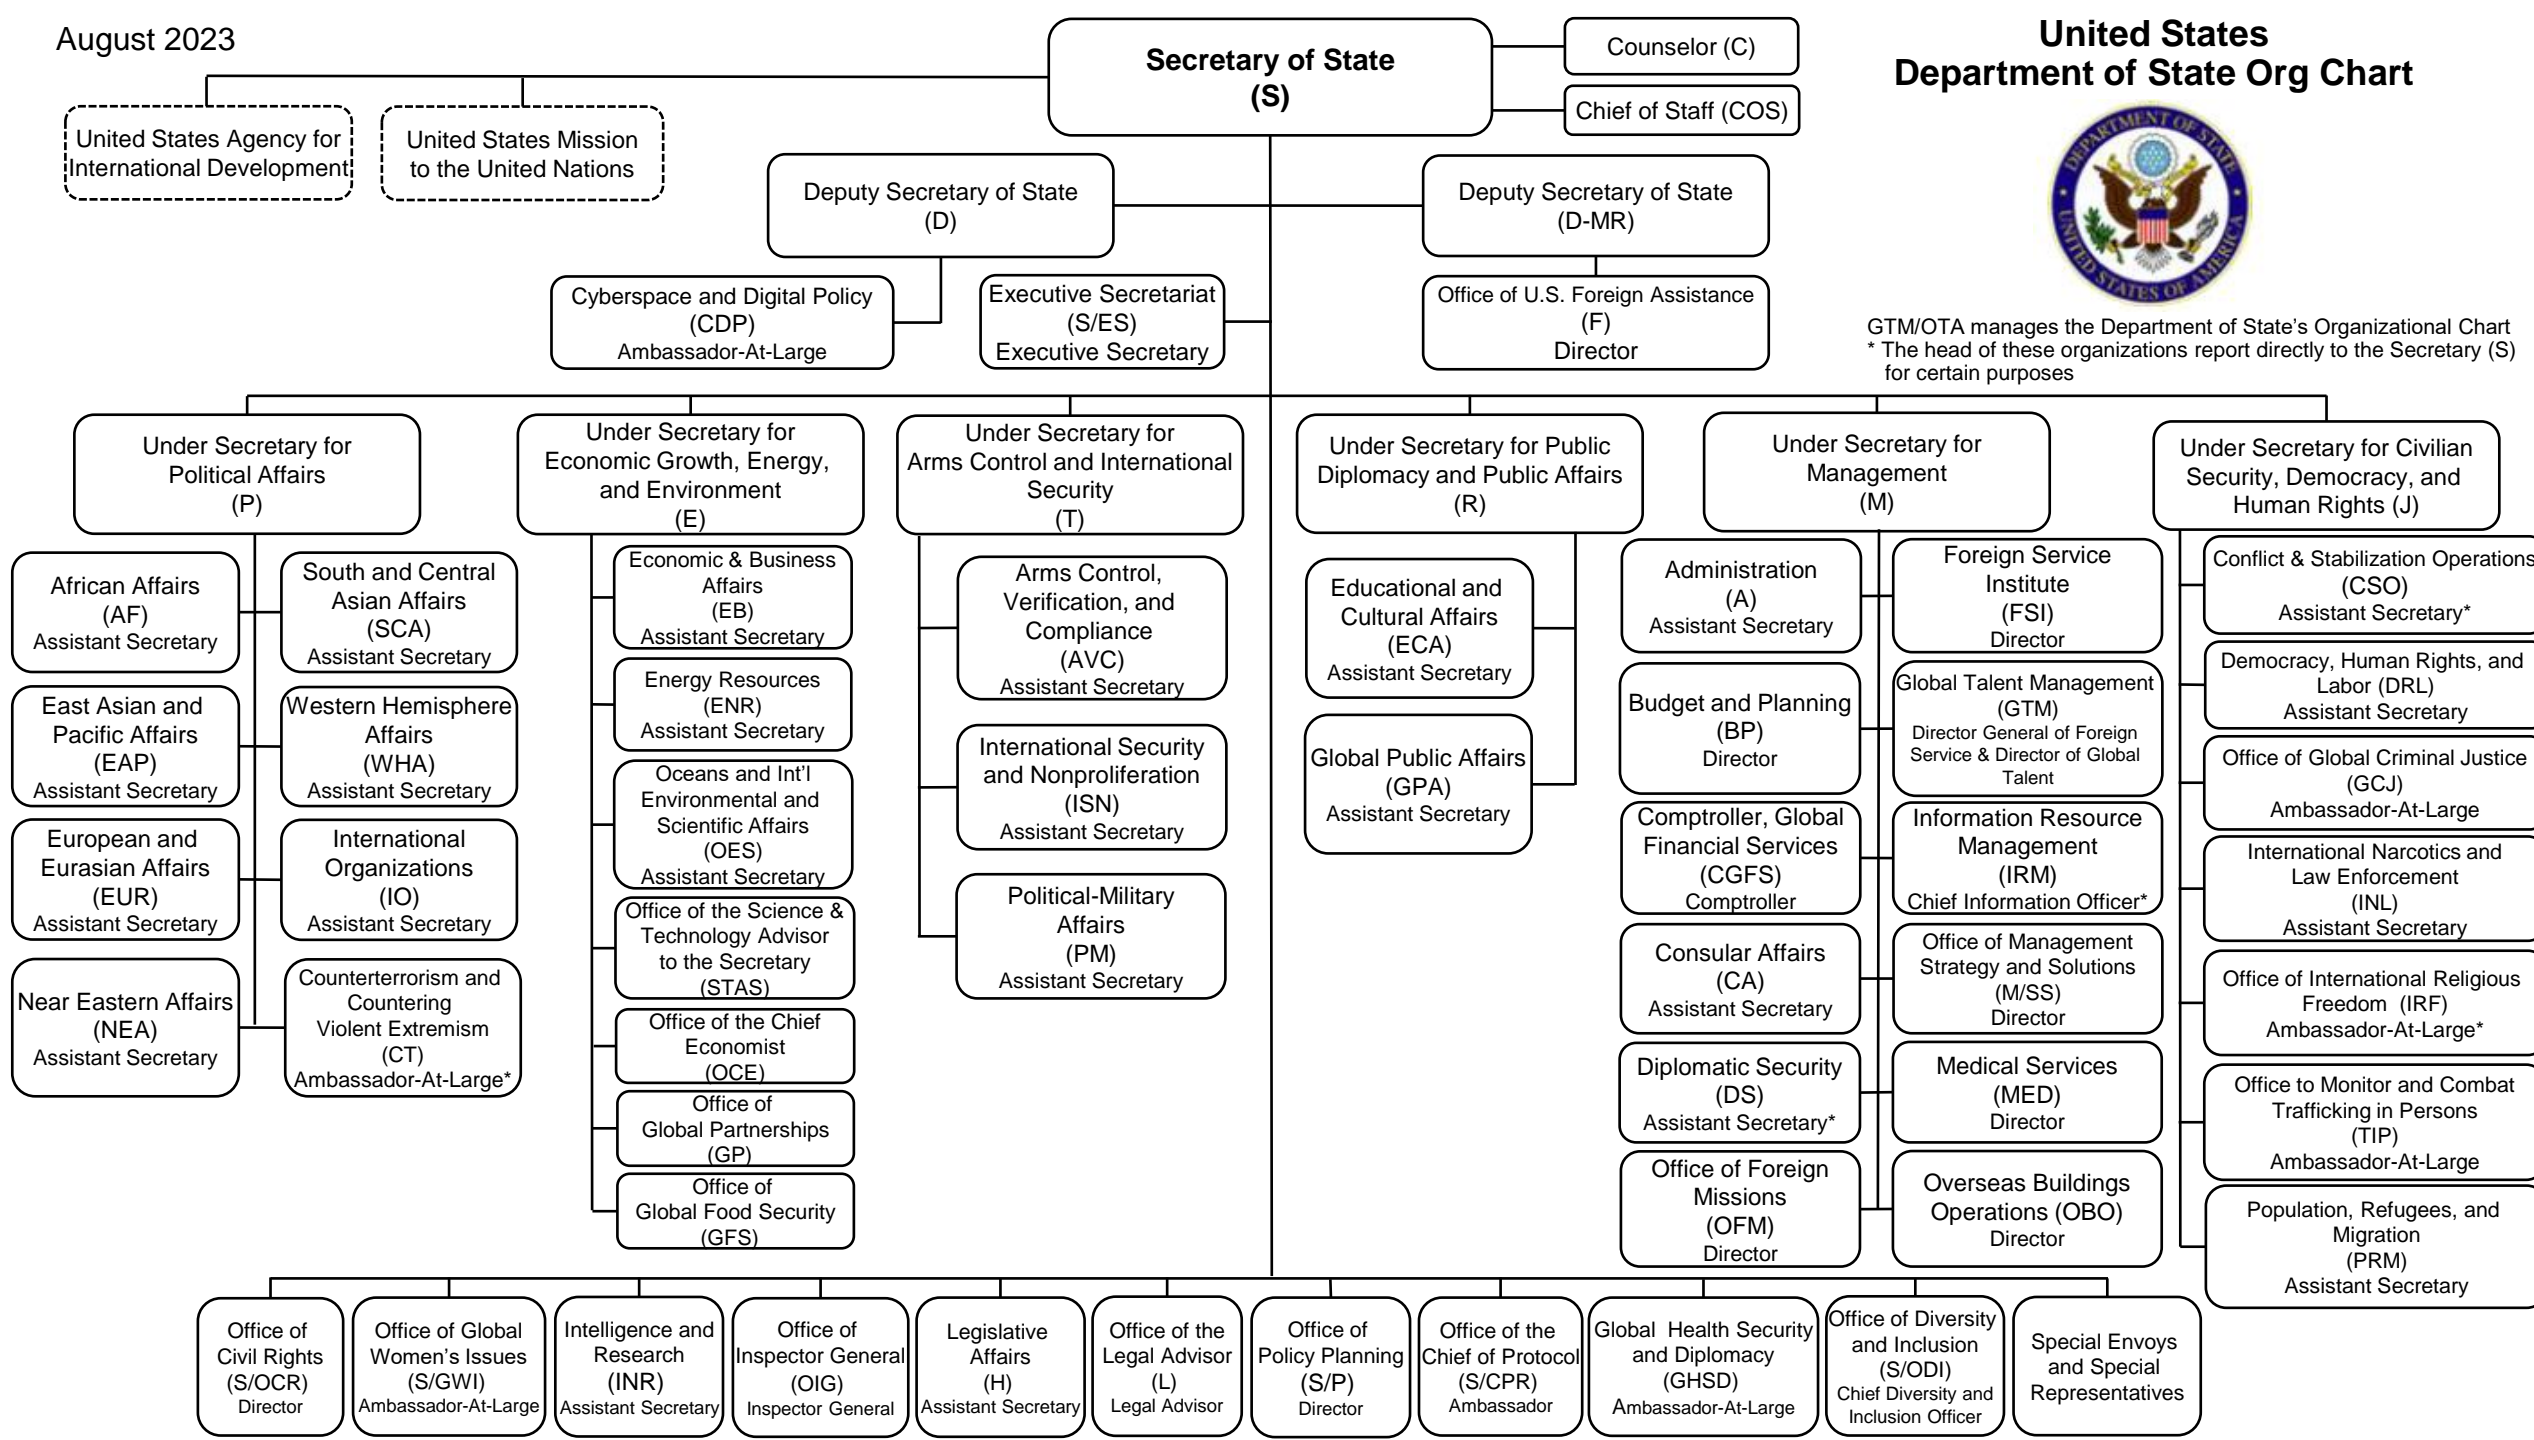 August 2023
United States
Department of State Org Chart
DEPARTMENT OF STATE
UNITED STATES OF AMERICA
GTM/OTA manages the Department of State’s Organizational Chart
* The head of these organizations report directly to the Secretary (S)
for certain purposes
Secretary of State
(S)
Counselor (C)
Chief of Staff (COS)
United States Agency for
International Development
United States Mission
to the United Nations
Deputy Secretary of State
(D)
Deputy Secretary of State
(D-MR)
Cyberspace and Digital Policy
(CDP)
Ambassador-At-Large
Executive Secretariat
(S/ES)
Executive Secretary
Office of U.S. Foreign Assistance
(F)
Director
Under Secretary for
Political Affairs
(P)
African Affairs
(AF)
Assistant Secretary
South and Central
Asian Affairs
(SCA)
Assistant Secretary
East Asian and
Pacific Affairs
(EAP)
Assistant Secretary
Western Hemisphere
Affairs
(WHA)
Assistant Secretary
European and
Eurasian Affairs
(EUR)
Assistant Secretary
International
Organizations
(IO)
Assistant Secretary
Near Eastern Affairs
(NEA)
Assistant Secretary
Counterterrorism and
Countering
Violent Extremism
(CT)
Ambassador-At-Large*
Under Secretary for
Economic Growth, Energy,
and Environment
(E)
Economic & Business
Affairs
(EB)
Assistant Secretary
Energy Resources
(ENR)
Assistant Secretary
Oceans and Int’l
Environmental and
Scientific Affairs
(OES)
Assistant Secretary
Office of the Science &
Technology Advisor
to the Secretary
(STAS)
Office of the Chief
Economist
(OCE)
Office of
Global Partnerships
(GP)
Office of
Global Food Security
(GFS)
Under Secretary for
Arms Control and International
Security
(T)
Arms Control,
Verification, and
Compliance
(AVC)
Assistant Secretary
International Security
and Nonproliferation
(ISN)
Assistant Secretary
Political-Military
Affairs
(PM)
Assistant Secretary
Under Secretary for Public
Diplomacy and Public Affairs
(R)
Educational and
Cultural Affairs
(ECA)
Assistant Secretary
Global Public Affairs
(GPA)
Assistant Secretary
Under Secretary for
Management
(M)
Administration
(A)
Assistant Secretary
Foreign Service
Institute
(FSI)
Director
Budget and Planning
(BP)
Director
Global Talent Management
(GTM)
Director General of Foreign
Service & Director of Global
Talent
Comptroller, Global
Financial Services
(CGFS)
Comptroller
Information Resource
Management
(IRM)
Chief Information Officer*
Consular Affairs
(CA)
Assistant Secretary
Office of Management
Strategy and Solutions
(M/SS)
Director
Diplomatic Security
(DS)
Assistant Secretary*
Medical Services
(MED)
Director
Office of Foreign
Missions
(OFM)
Director
Overseas Buildings
Operations (OBO)
Director
Under Secretary for Civilian
Security, Democracy, and
Human Rights (J)
Conflict & Stabilization Operations
(CSO)
Assistant Secretary*
Democracy, Human Rights, and
Labor (DRL)
Assistant Secretary
Office of Global Criminal Justice
(GCJ)
Ambassador-At-Large
International Narcotics and
Law Enforcement
(INL)
Assistant Secretary
Office of International Religious
Freedom (IRF)
Ambassador-At-Large*
Office to Monitor and Combat
Trafficking in Persons
(TIP)
Ambassador-At-Large
Population, Refugees, and
Migration
(PRM)
Assistant Secretary
Office of
Civil Rights
(S/OCR)
Director
Office of Global
Women’s Issues
(S/GWI)
Ambassador-At-Large
Intelligence and
Research
(INR)
Assistant Secretary
Office of
Inspector General
(OIG)
Inspector General
Legislative
Affairs
(H)
Assistant Secretary
Office of the
Legal Advisor
(L)
Legal Advisor
Office of
Policy Planning
(S/P)
Director
Office of the
Chief of Protocol
(S/CPR)
Ambassador
Global Health Security
and Diplomacy
(GHSD)
Ambassador-At-Large
Office of Diversity
and Inclusion
(S/ODI)
Chief Diversity and
Inclusion Officer
Special Envoys
and Special
Representatives